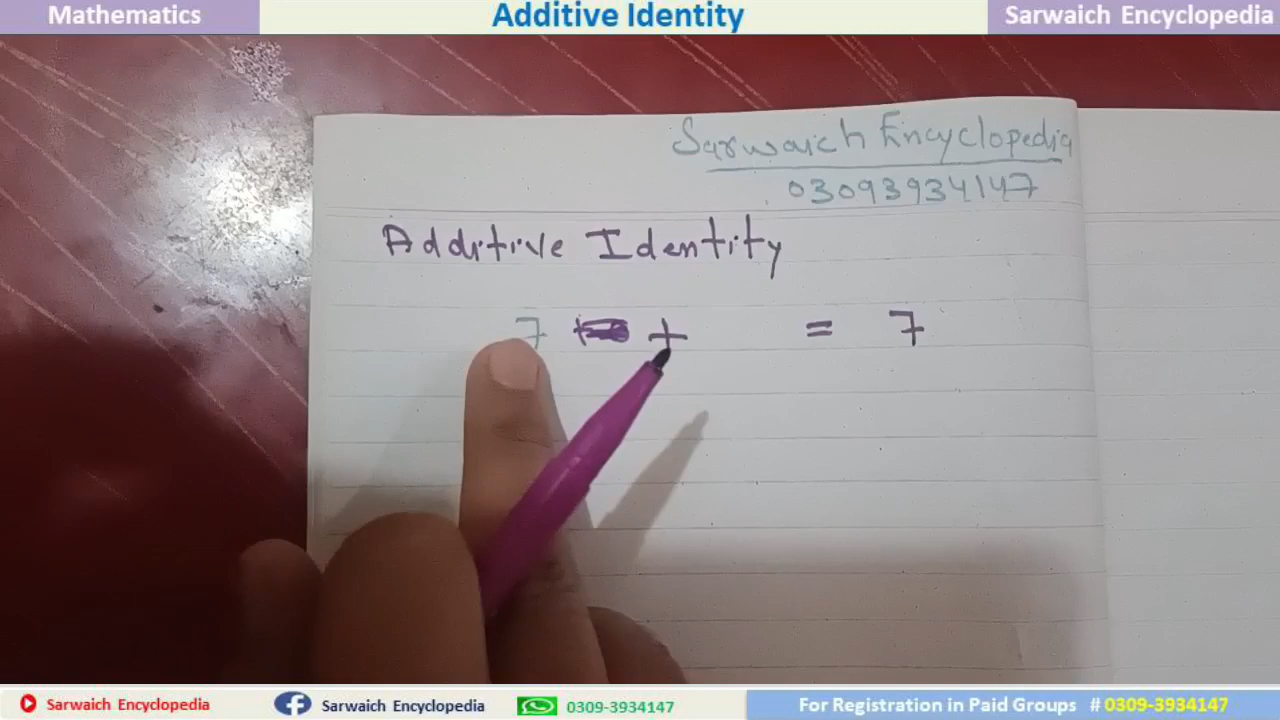 Mathematics
Additive Identity
Sarwaich Encyclopedia
Sarwaich Encyclopedia
03093934147
Additive Identity
7 + = 7
Sarwaich Encyclopedia
Sarwaich Encyclopedia
0309-3934147
For Registration in Paid Groups # 0309-3934147